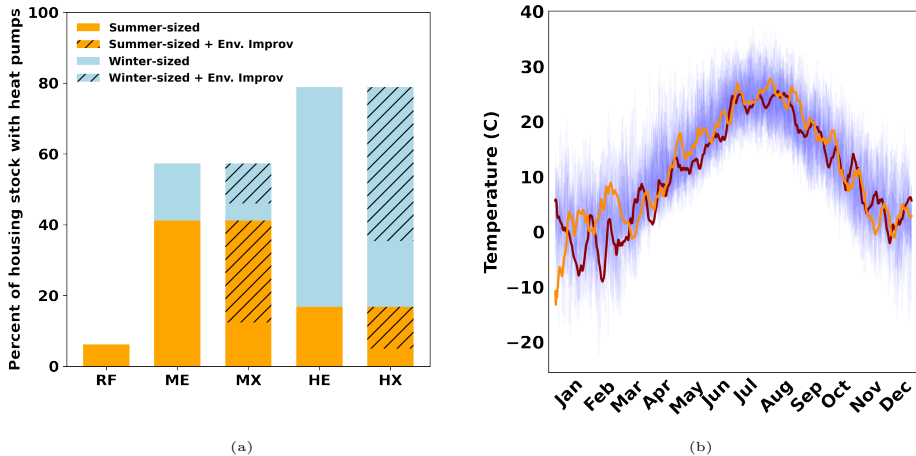 Percent of housing stock with heat pumps
100
80
60
40
20
0
Summer-sized
Summer-sized + Env. Improv
Winter-sized
Winter-sized + Env. Improv
RF ME MX HE HX
(a)
Temperature (C)
40
30
20
10
0
−10
−20
Jan Feb Mar Apr May Jun Jul Aug Sep Oct Nov Dec
(b)